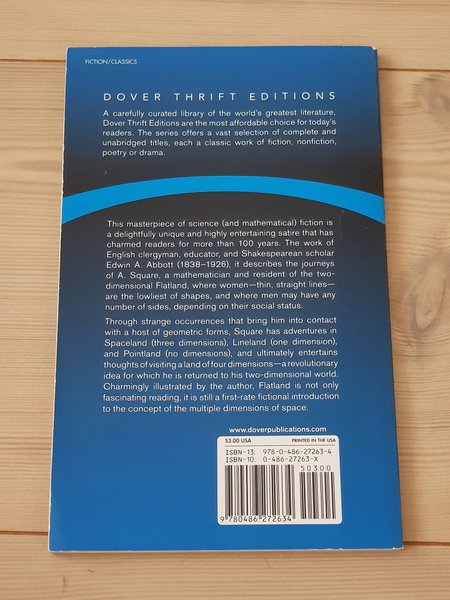 FICTION/CLASSICS
DOVER THRIFT EDITIONS
A carefully curated library of the world's greatest literature,
Dover Thrift Editions are the most affordable choice for today's
readers. The series offers a vast selection of complete and
unabridged titles, each a classic work of fiction, nonfiction,
poetry or drama.
This masterpiece of science (and mathematical) fiction is
a delightfully unique and highly entertaining satire that has
charmed readers for more than 100 years. The work of
English clergyman, educator, and Shakespearean scholar
Edwin A. Abbott (1838–1926), it describes the journeys
of A. Square, a mathematician and resident of the two-
dimensional Flatland, where women—thin, straight lines—
are the lowliest of shapes, and where men may have any
number of sides, depending on their social status.
Through strange occurrences that bring him into contact
with a host of geometric forms, Square has adventures in
Spaceland (three dimensions), Lineland (one dimension),
and Pointland (no dimensions), and ultimately entertains
thoughts of visiting a land of four dimensions—a revolutionary
idea for which he is returned to his two-dimensional world.
Charmingly illustrated by the author, Flatland is not only
fascinating reading, it is still a first-rate fictional introduction
to the concept of the multiple dimensions of space.
www.doverpublications.com
$3.00 USA PRINTED IN THE USA
ISBN-13: 978-0-486-27263-4
ISBN-10: 0-486-27263-X
50300
9 780486 272634